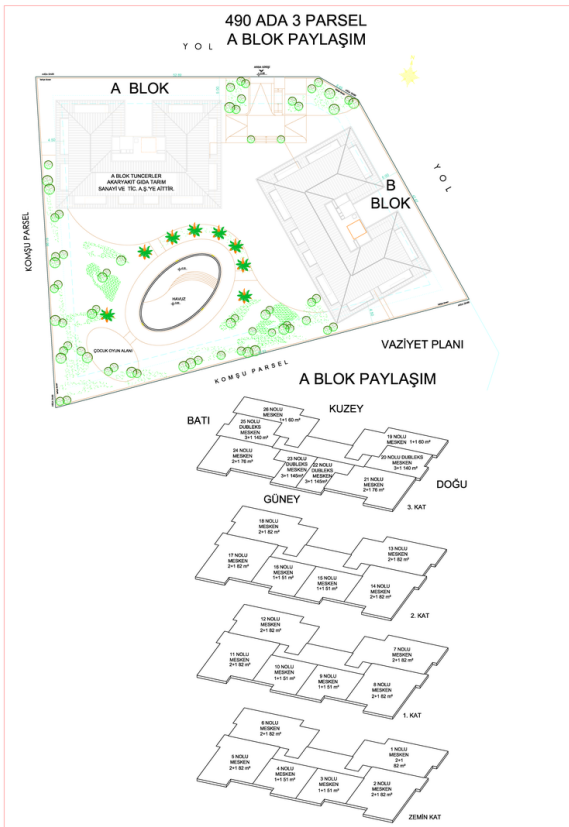 490 ADA 3 PARSEL
A BLOK PAYLAŞIM
YOL
A BLOK
A BLOK TUNCERLER
AKARYAKIT GIDA TARIM
SANAYİ VE TİC. A.Ş.'YE AİTTİR.
YOL
B
BLOK
KOMŞU PARSEL
HAVUZ
ÇOCUK OYUN ALANI
KOMŞU PARSEL
VAZİYET PLANI
A BLOK PAYLAŞIM
BATI
KUZEY
DOĞU
GÜNEY
26 NOLU
MESKEN
1+1 60 m²
25 NOLU
DUBLEKS
MESKEN
3+1 140 m²
24 NOLU
MESKEN
2+1 76 m²
23 NOLU
DUBLEKS
MESKEN
3+1 145m²
22 NOLU
DUBLEKS
MESKEN
3+1 145m²
19 NOLU
MESKEN 1+1 60 m²
20 NOLU DUBLEKS
MESKEN
3+1 140 m²
21 NOLU
MESKEN
2+1 76 m²
3. KAT
18 NOLU
MESKEN
2+1 82 m²
17 NOLU
MESKEN
2+1 82 m²
16 NOLU
MESKEN
1+1 51 m²
15 NOLU
MESKEN
1+1 51 m²
13 NOLU
MESKEN
2+1 82 m²
14 NOLU
MESKEN
2+1 82 m²
2. KAT
12 NOLU
MESKEN
2+1 82 m²
11 NOLU
MESKEN
2+1 82 m²
10 NOLU
MESKEN
1+1 51 m²
9 NOLU
MESKEN
1+1 51 m²
7 NOLU
MESKEN
2+1 82 m²
8 NOLU
MESKEN
2+1 82 m²
1. KAT
6 NOLU
MESKEN
2+1 82 m²
5 NOLU
MESKEN
2+1 82 m²
4 NOLU
MESKEN
1+1 51 m²
3 NOLU
MESKEN
1+1 51 m²
1 NOLU
MESKEN
2+1
82 m²
2 NOLU
MESKEN
2+1 82 m²
ZEMİN KAT